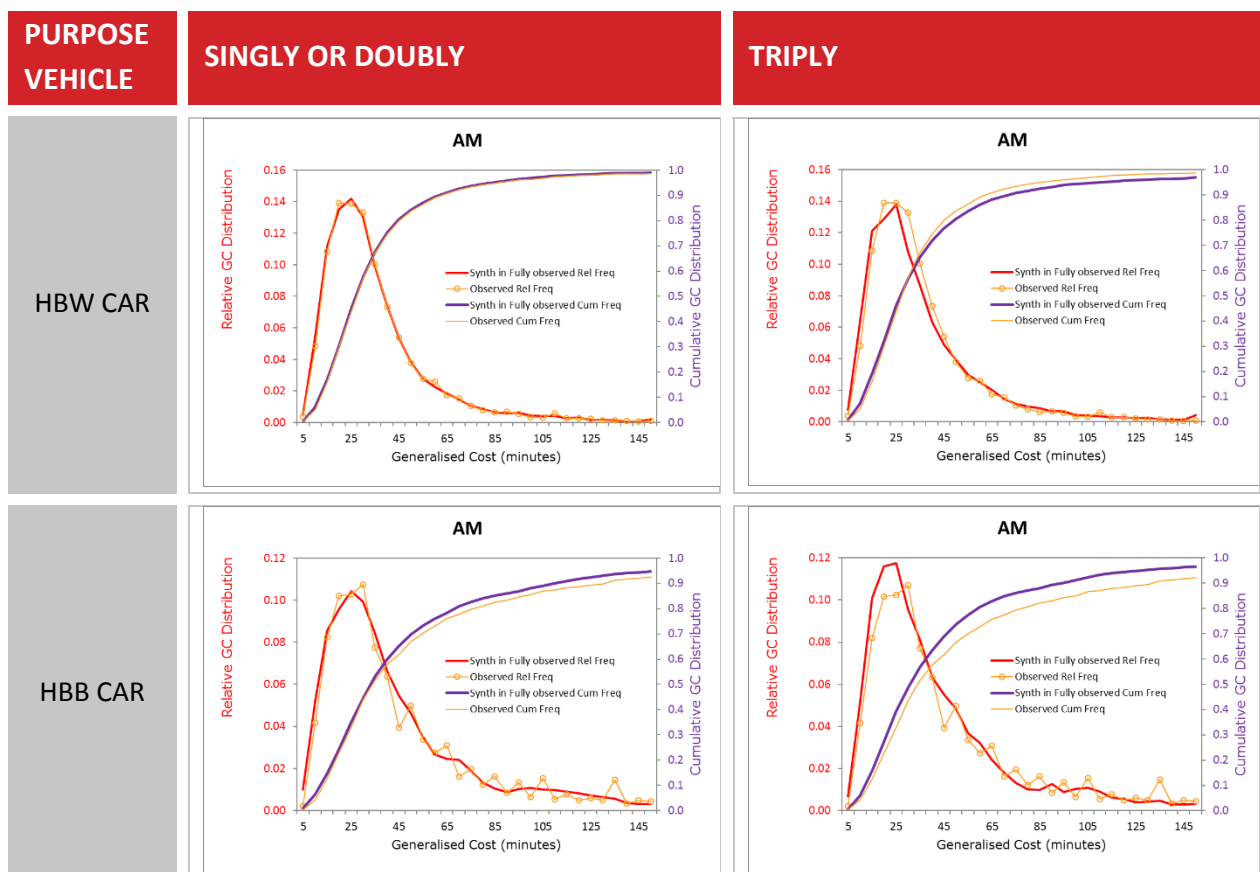 PURPOSE
VEHICLE
SINGLY OR DOUBLY
TRIPLY
HBW CAR
AM
Relative GC Distribution
0.16
0.14
0.12
0.10
0.08
0.06
0.04
0.02
0.00
1.0
0.9
0.8
0.7
0.6
0.5
0.4
0.3
0.2
0.1
0.0
Cumulative GC Distribution
Synth in Fully observed Rel Freq
Observed Rel Freq
Synth in Fully observed Cum Freq
Observed Cum Freq
5 25 45 65 85 105 125 145
Generalised Cost (minutes)
AM
Relative GC Distribution
0.16
0.14
0.12
0.10
0.08
0.06
0.04
0.02
0.00
1.0
0.9
0.8
0.7
0.6
0.5
0.4
0.3
0.2
0.1
0.0
Cumulative GC Distribution
Synth in Fully observed Rel Freq
Observed Rel Freq
Synth in Fully observed Cum Freq
Observed Cum Freq
5 25 45 65 85 105 125 145
Generalised Cost (minutes)
HBB CAR
AM
Relative GC Distribution
0.12
0.10
0.08
0.06
0.04
0.02
0.00
1.0
0.9
0.8
0.7
0.6
0.5
0.4
0.3
0.2
0.1
0.0
Cumulative GC Distribution
Synth in Fully observed Rel Freq
Observed Rel Freq
Synth in Fully observed Cum Freq
Observed Cum Freq
5 25 45 65 85 105 125 145
Generalised Cost (minutes)
AM
Relative GC Distribution
0.12
0.10
0.08
0.06
0.04
0.02
0.00
1.0
0.9
0.8
0.7
0.6
0.5
0.4
0.3
0.2
0.1
0.0
Cumulative GC Distribution
Synth in Fully observed Rel Freq
Observed Rel Freq
Synth in Fully observed Cum Freq
Observed Cum Freq
5 25 45 65 85 105 125 145
Generalised Cost (minutes)